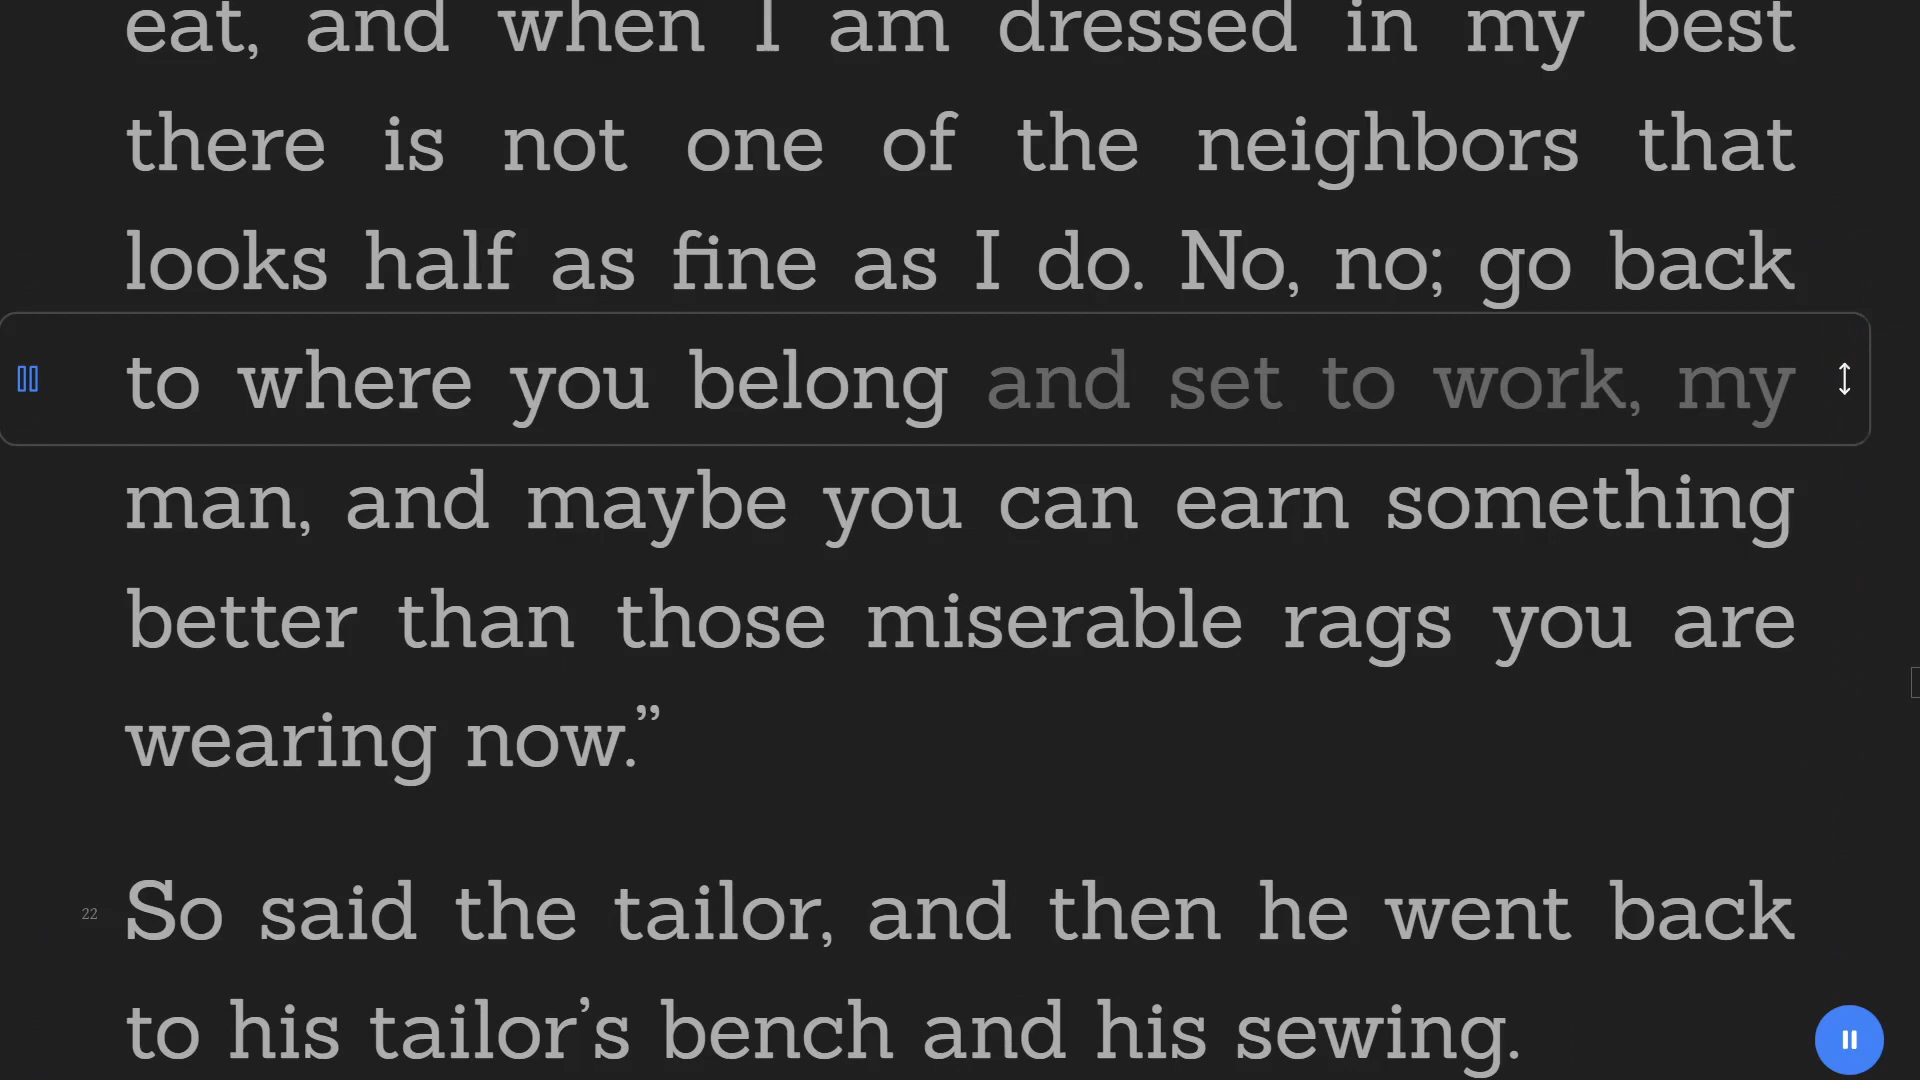 eat, and when I am dressed in my best
there is not one of the neighbors that
looks half as fine as I do. No, no; go back
to where you belong and set to work, my
man, and maybe you can earn something
better than those miserable rags you are
wearing now.”
22
So said the tailor, and then he went back
to his tailor’s bench and his sewing.